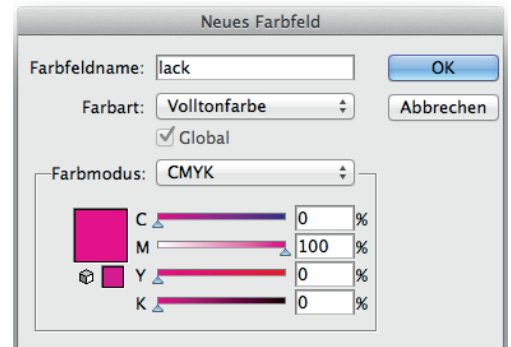 Neues Farbfeld
Farbfeldname: lack OK
Farbart: Volltonfarbe Abbrechen
Global
Farbmodus: CMYK
C 0 %
M 100 %
Y 0 %
K 0 %